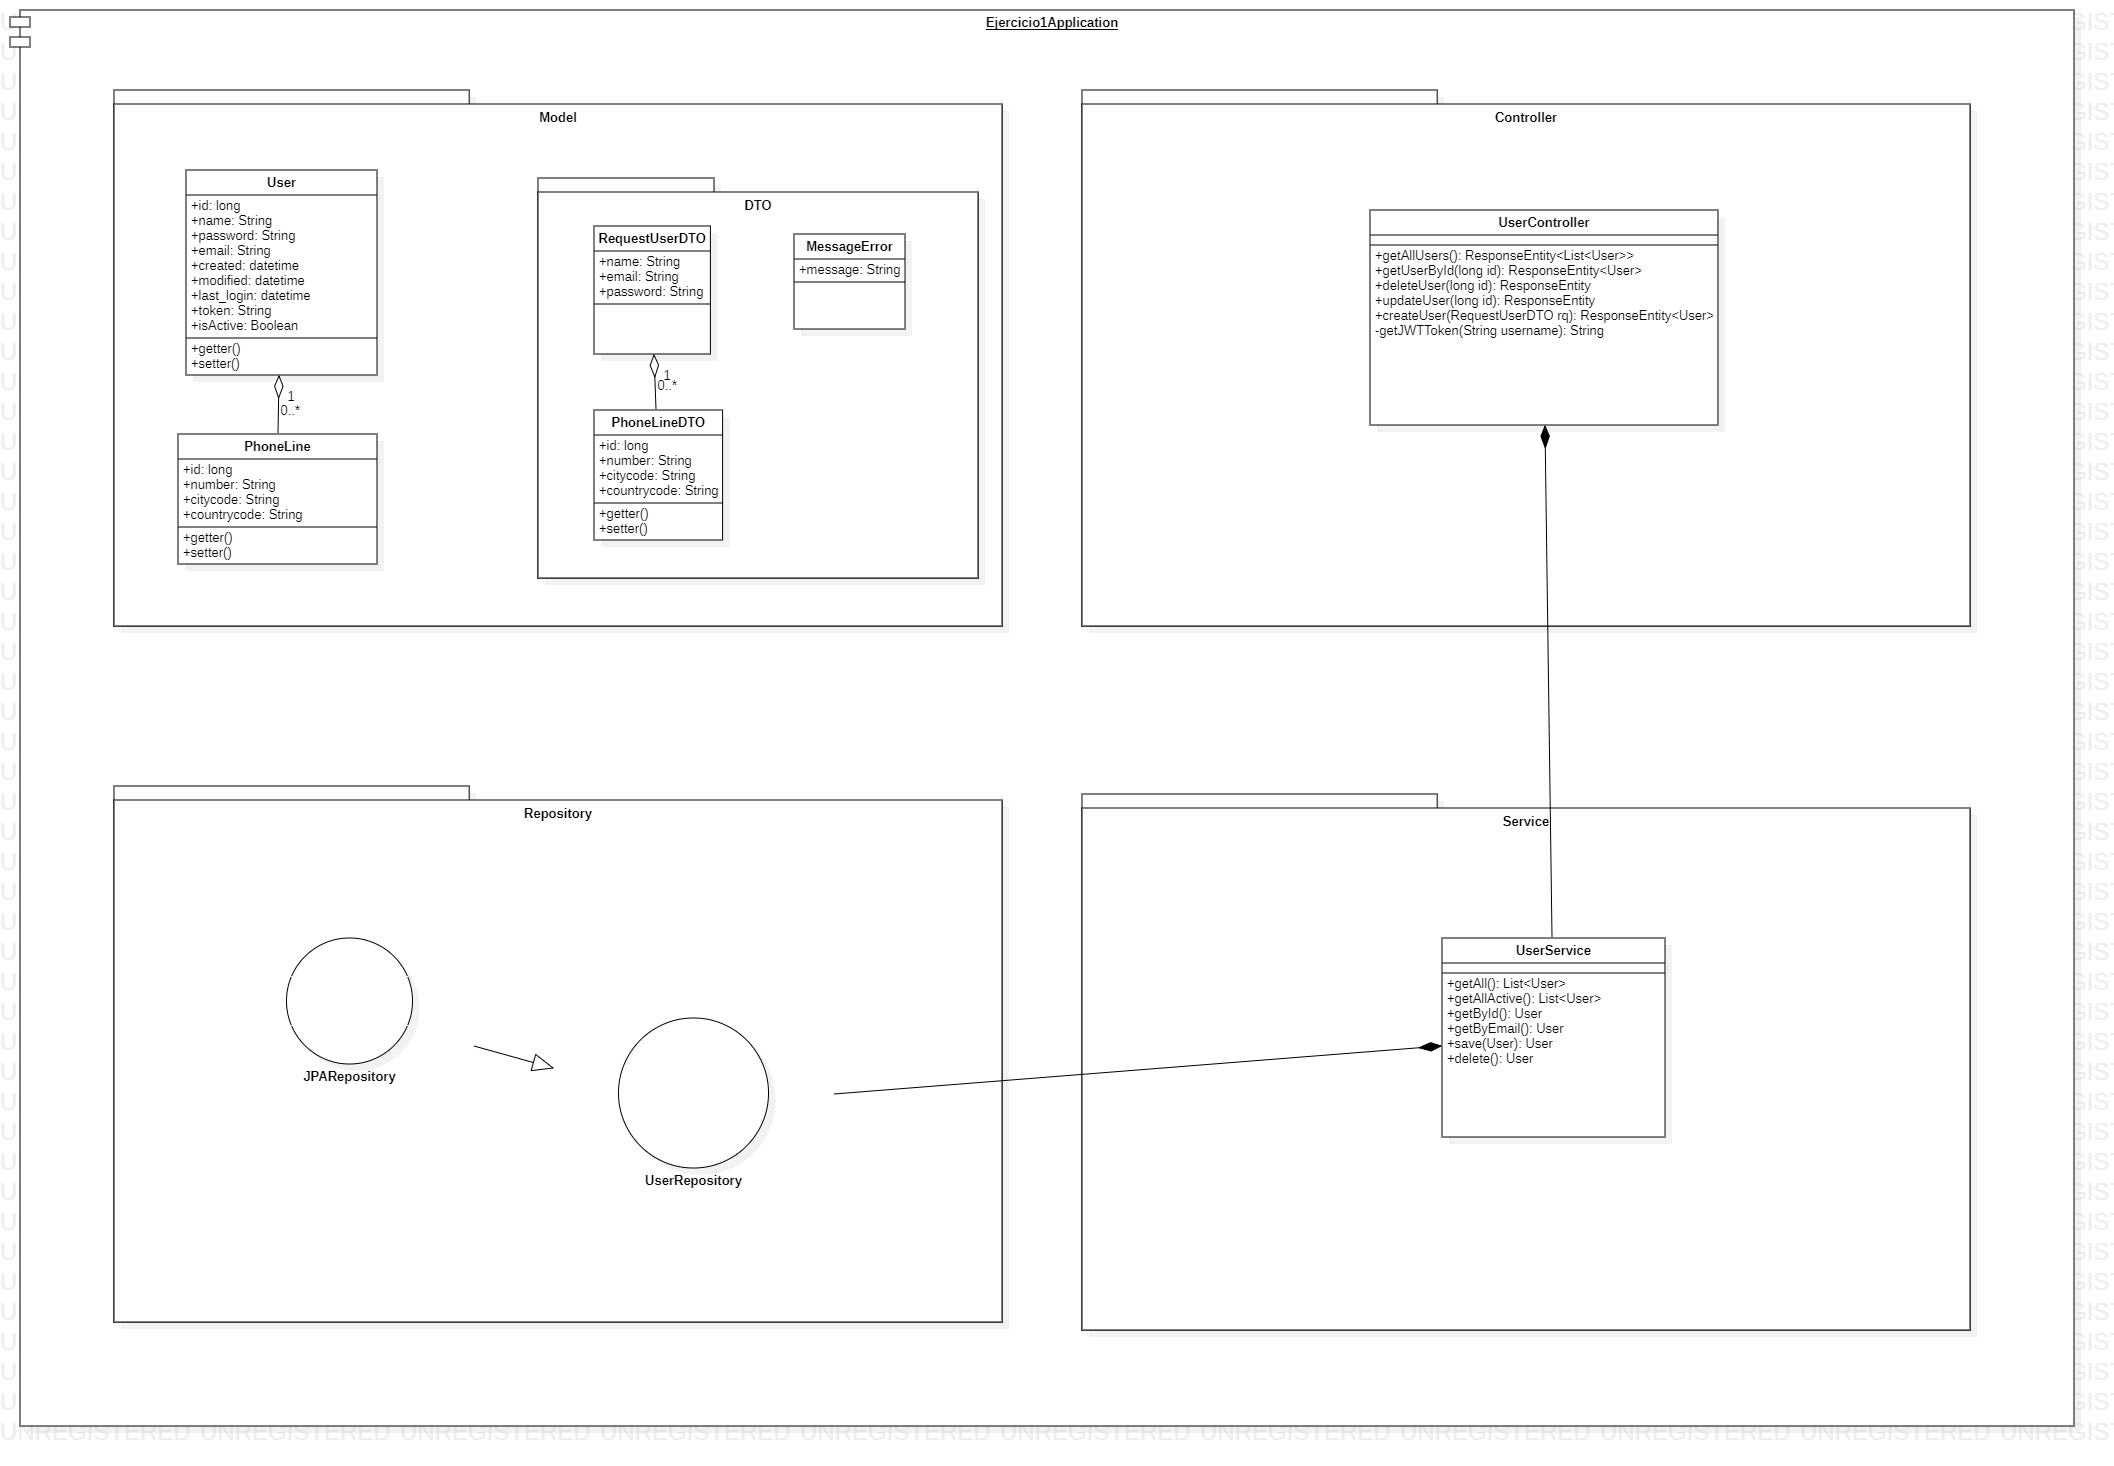 Ejercicio1Application
Model
User
+id: long
+name: String
+password: String
+email: String
+created: datetime
+modified: datetime
+last_login: datetime
+token: String
+isActive: Boolean
+getter()
+setter()
1
0..*
PhoneLine
+id: long
+number: String
+citycode: String
+countrycode: String
+getter()
+setter()
DTO
RequestUserDTO
+name: String
+email: String
+password: String
1
0..*
PhoneLineDTO
+id: long
+number: String
+citycode: String
+countrycode: String
+getter()
+setter()
MessageError
+message: String
Controller
UserController
+getAllUsers(): ResponseEntity<List<User>>
+getUserById(long id): ResponseEntity<User>
+deleteUser(long id): ResponseEntity
+updateUser(long id): ResponseEntity
+createUser(RequestUserDTO rq): ResponseEntity<User>
-getJWTToken(String username): String
Repository
JPARepository
UserRepository
Service
UserService
+getAll(): List<User>
+getAllActive(): List<User>
+getById(): User
+getByEmail(): User
+save(User): User
+delete(): User
UNREGISTERED UNREGISTERED UNREGISTERED UNREGISTERED UNREGISTERED UNREGISTERED UNREGISTERED UNREGISTERED UNREGISTERED UNREGISTERED UNREGIST